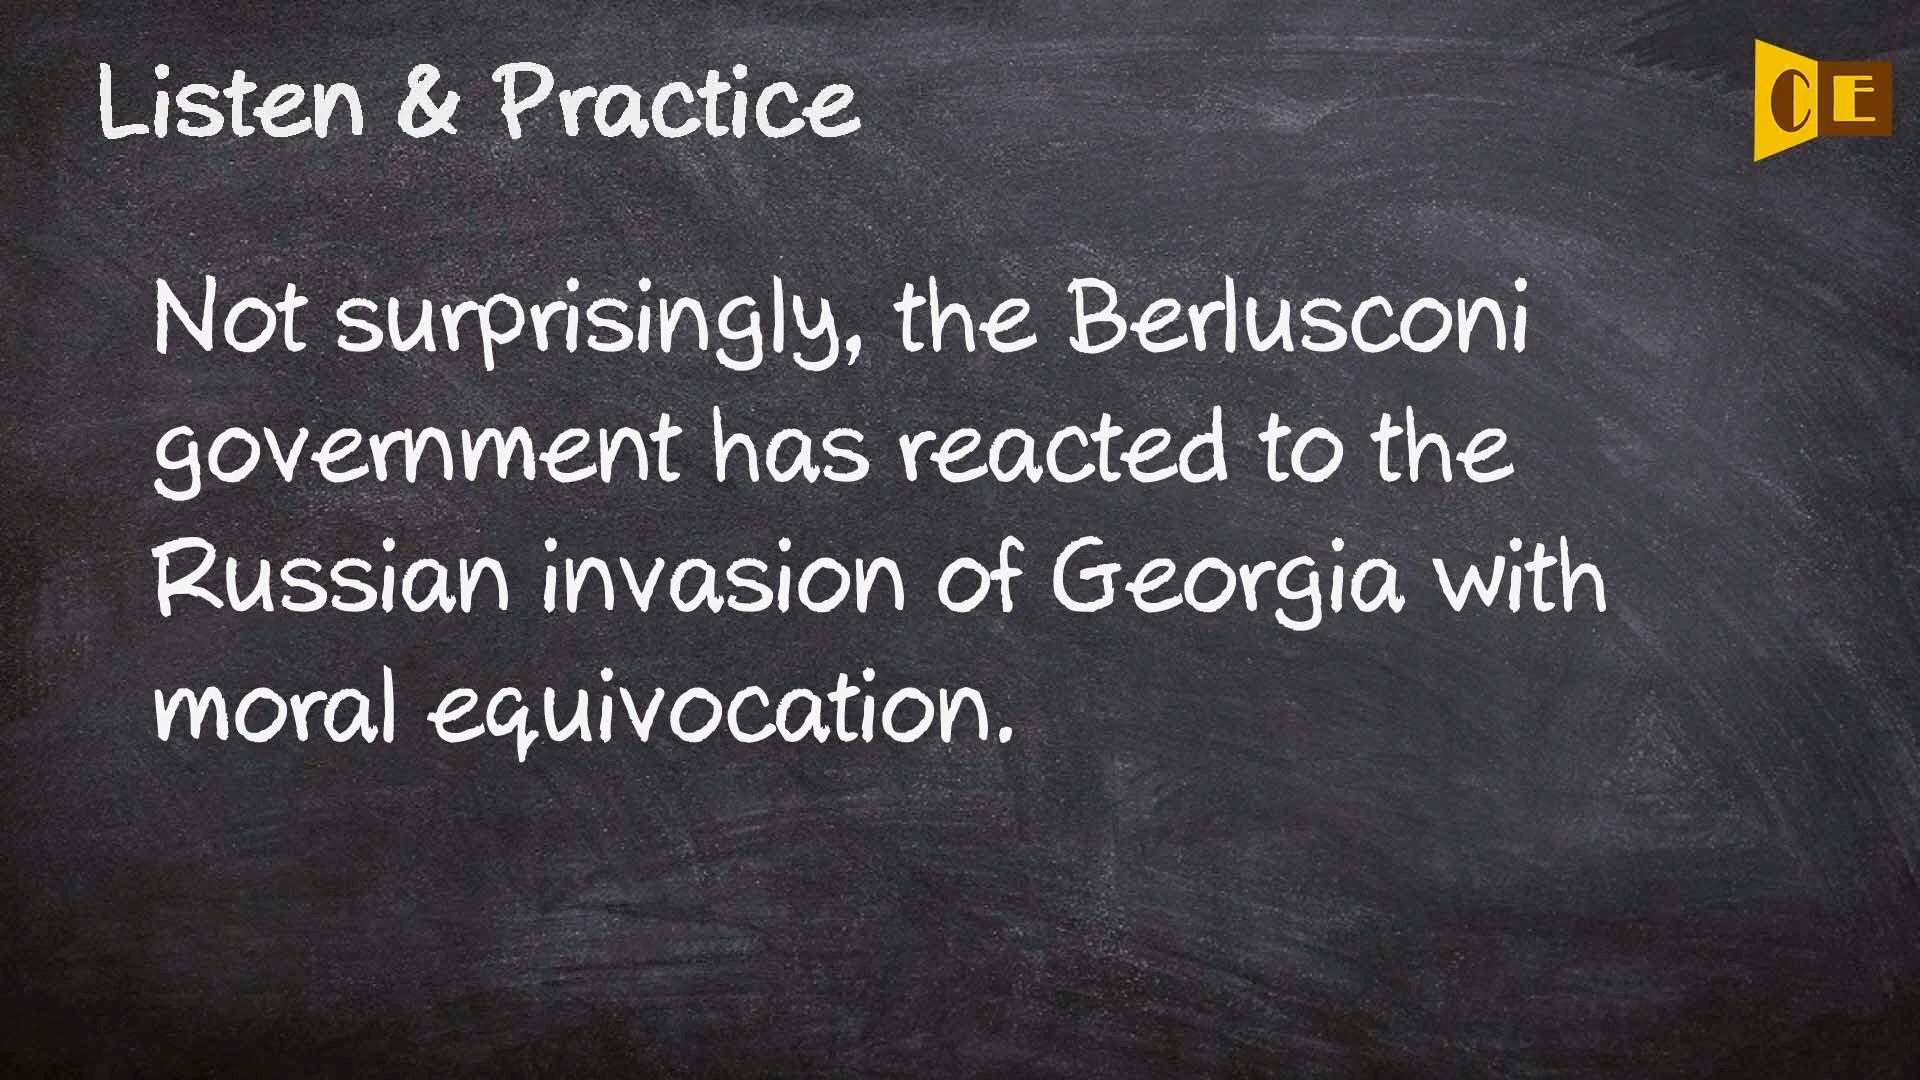 Listen & Practice
CE
Not surprisingly, the Berlusconi
government has reacted to the
Russian invasion of Georgia with
moral equivocation.